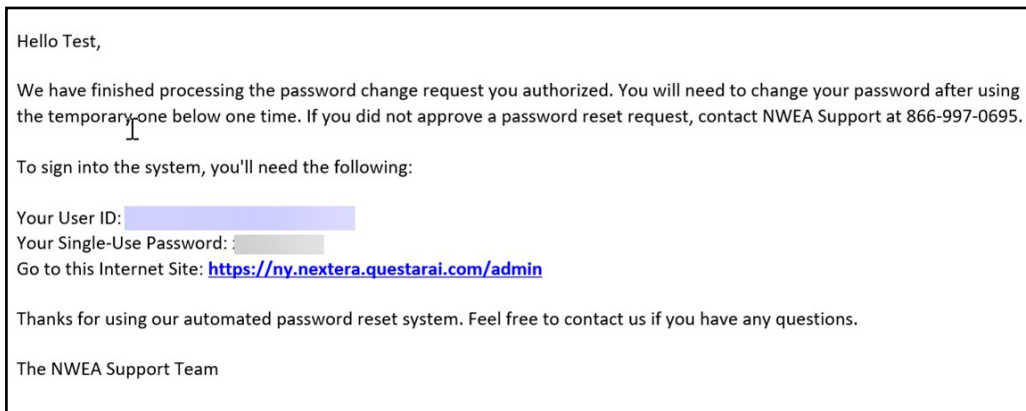 Hello Test,
We have finished processing the password change request you authorized. You will need to change your password after using
the temporary one below one time. If you did not approve a password reset request, contact NWEA Support at 866-997-0695.
To sign into the system, you'll need the following:
Your User ID:
Your Single-Use Password:
Go to this Internet Site: https://ny.nextera.questarai.com/admin
Thanks for using our automated password reset system. Feel free to contact us if you have any questions.
The NWEA Support Team